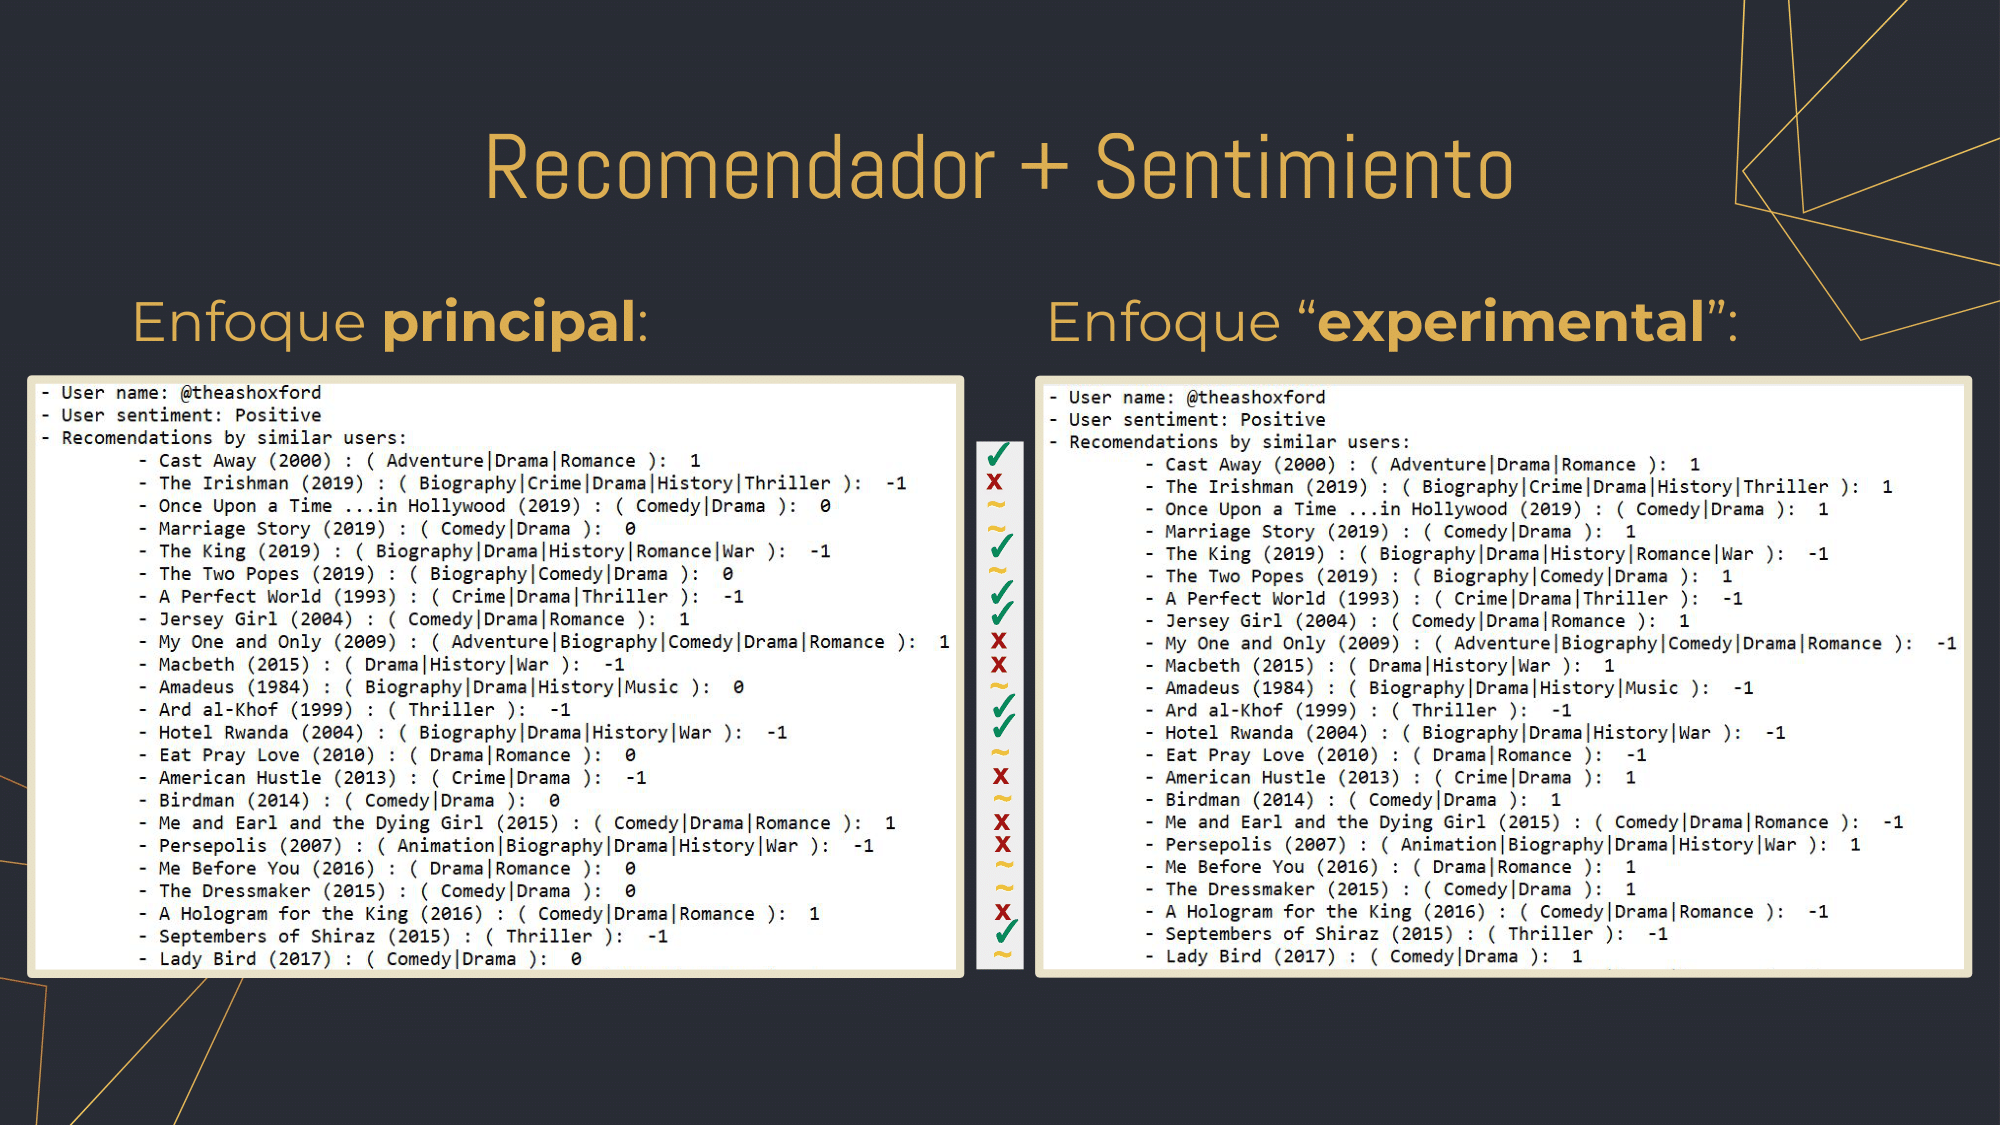 Recomendador + Sentimiento
Enfoque principal:
- User name: @theashoxford
- User sentiment: Positive
- Recomendations by similar users:
- Cast Away (2000) : ( Adventure|Drama|Romance ):  1
- The Irishman (2019) : ( Biography|Crime|Drama|History|Thriller ):  -1
- Once Upon a Time ...in Hollywood (2019) : ( Comedy|Drama ):  0
- Marriage Story (2019) : ( Comedy|Drama ):  0
- The King (2019) : ( Biography|Drama|History|Romance|War ):  -1
- The Two Popes (2019) : ( Biography|Comedy|Drama ):  0
- A Perfect World (1993) : ( Crime|Drama|Thriller ):  -1
- Jersey Girl (2004) : ( Comedy|Drama|Romance ):  1
- My One and Only (2009) : ( Adventure|Biography|Comedy|Drama|Romance ):  1
- Macbeth (2015) : ( Drama|History|War ):  -1
- Amadeus (1984) : ( Biography|Drama|History|Music ):  0
- Ard al-Khof (1999) : ( Thriller ):  -1
- Hotel Rwanda (2004) : ( Biography|Drama|History|War ):  -1
- Eat Pray Love (2010) : ( Drama|Romance ):  0
- American Hustle (2013) : ( Crime|Drama ):  -1
- Birdman (2014) : ( Comedy|Drama ):  0
- Me and Earl and the Dying Girl (2015) : ( Comedy|Drama|Romance ):  1
- Persepolis (2007) : ( Animation|Biography|Drama|History|War ):  -1
- Me Before You (2016) : ( Drama|Romance ):  0
- The Dressmaker (2015) : ( Comedy|Drama ):  0
- A Hologram for the King (2016) : ( Comedy|Drama|Romance ):  1
- Septembers of Shiraz (2015) : ( Thriller ):  -1
- Lady Bird (2017) : ( Comedy|Drama ):  0
✓
x
~
~
✓
~
✓
✓
x
x
~
✓
✓
~
x
~
x
x
~
~
x
✓
~
Enfoque “experimental”:
- User name: @theashoxford
- User sentiment: Positive
- Recomendations by similar users:
- Cast Away (2000) : ( Adventure|Drama|Romance ):  1
- The Irishman (2019) : ( Biography|Crime|Drama|History|Thriller ):  1
- Once Upon a Time ...in Hollywood (2019) : ( Comedy|Drama ):  1
- Marriage Story (2019) : ( Comedy|Drama ):  1
- The King (2019) : ( Biography|Drama|History|Romance|War ):  -1
- The Two Popes (2019) : ( Biography|Comedy|Drama ):  1
- A Perfect World (1993) : ( Crime|Drama|Thriller ):  -1
- Jersey Girl (2004) : ( Comedy|Drama|Romance ):  1
- My One and Only (2009) : ( Adventure|Biography|Comedy|Drama|Romance ):  -1
- Macbeth (2015) : ( Drama|History|War ):  1
- Amadeus (1984) : ( Biography|Drama|History|Music ):  -1
- Ard al-Khof (1999) : ( Thriller ):  -1
- Hotel Rwanda (2004) : ( Biography|Drama|History|War ):  -1
- Eat Pray Love (2010) : ( Drama|Romance ):  -1
- American Hustle (2013) : ( Crime|Drama ):  1
- Birdman (2014) : ( Comedy|Drama ):  1
- Me and Earl and the Dying Girl (2015) : ( Comedy|Drama|Romance ):  -1
- Persepolis (2007) : ( Animation|Biography|Drama|History|War ):  1
- Me Before You (2016) : ( Drama|Romance ):  1
- The Dressmaker (2015) : ( Comedy|Drama ):  1
- A Hologram for the King (2016) : ( Comedy|Drama|Romance ):  -1
- Septembers of Shiraz (2015) : ( Thriller ):  -1
- Lady Bird (2017) : ( Comedy|Drama ):  1